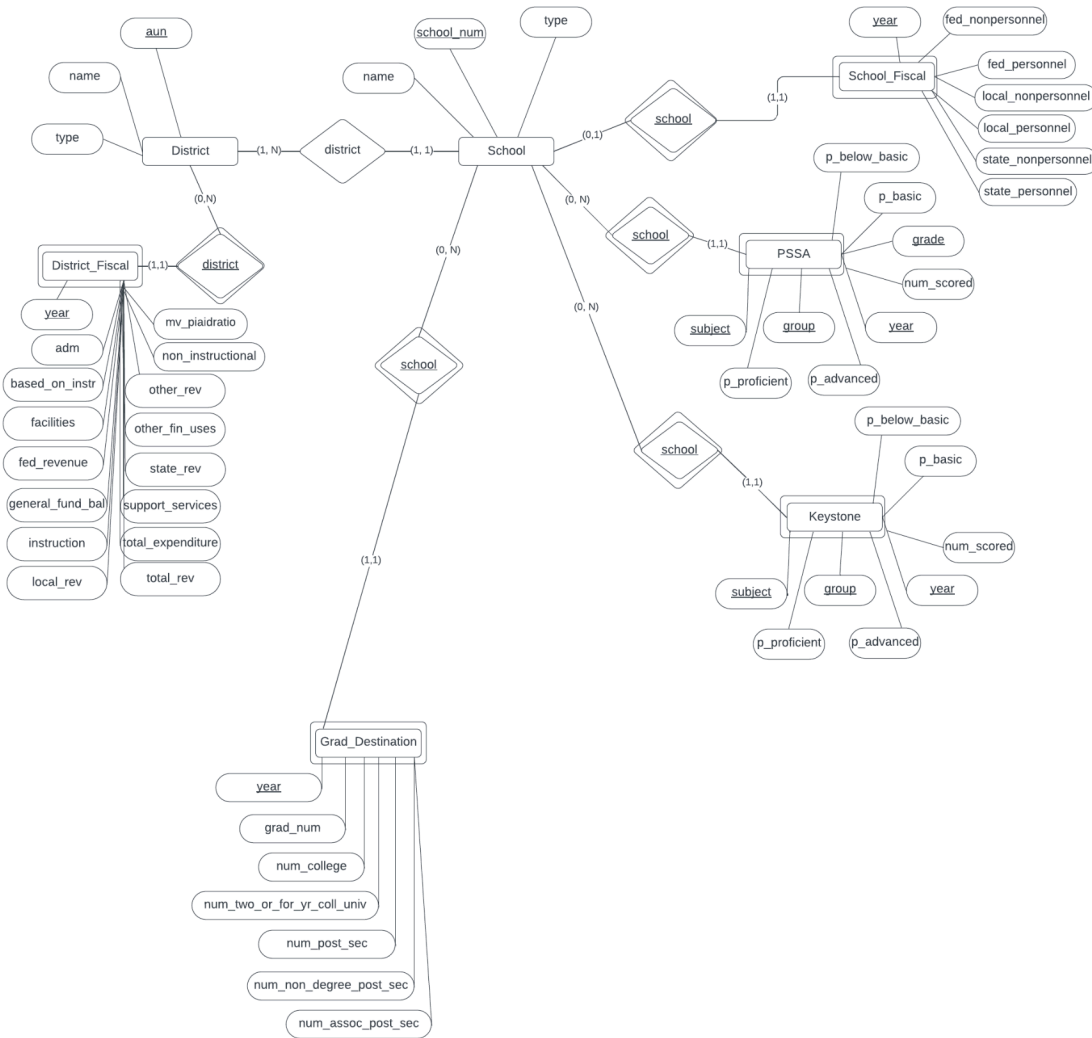 aun
name
type
District
(1, N)
district
(1, 1)
school_num
type
name
School
(0,1)
school
(1,1)
year
fed_nonpersonnel
School_Fiscal
fed_personnel
local_nonpersonnel
local_personnel
state_nonpersonnel
state_personnel
(0,N)
District_Fiscal
(1,1)
district
year
mv_piaidratio
adm
non_instructional
based_on_instr
other_rev
facilities
other_fin_uses
fed_revenue
state_rev
general_fund_bal
support_services
instruction
total_expenditure
local_rev
total_rev
(0, N)
school
(1,1)
p_below_basic
p_basic
PSSA
grade
num_scored
subject
group
year
p_proficient
p_advanced
(0, N)
school
(1,1)
p_below_basic
p_basic
Keystone
num_scored
subject
group
year
p_proficient
p_advanced
(0, N)
school
(1,1)
Grad_Destination
year
grad_num
num_college
num_two_or_for_yr_coll_univ
num_post_sec
num_non_degree_post_sec
num_assoc_post_sec